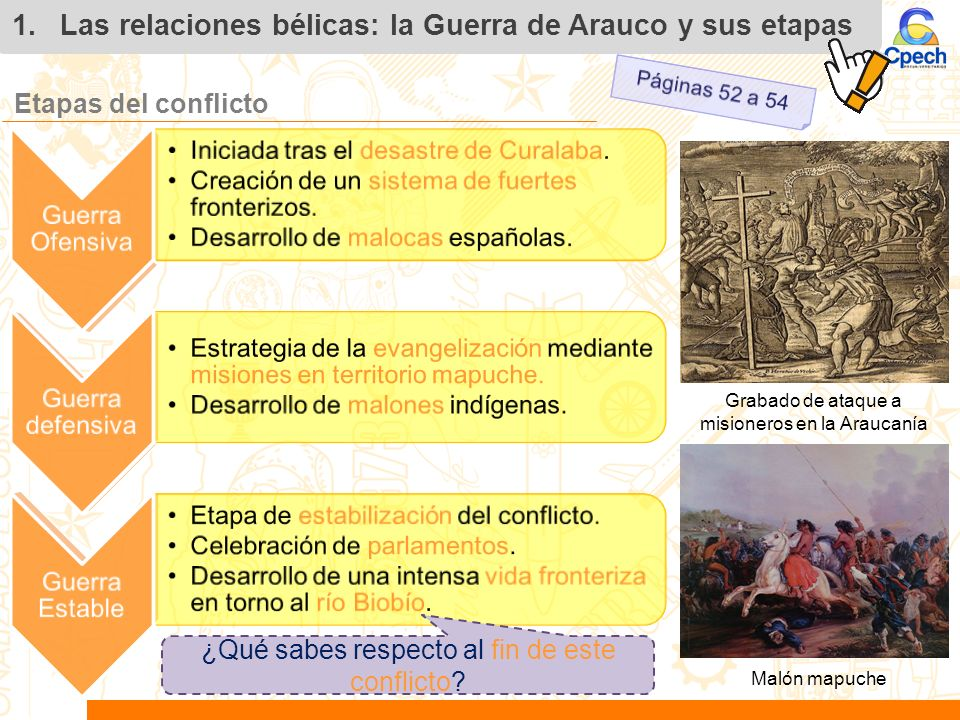 1. Las relaciones bélicas: la Guerra de Arauco y sus etapas
Cpech
Páginas 52 a 54
Etapas del conflicto
Guerra
Ofensiva
• Iniciada tras el desastre de Curalaba.
• Creación de un sistema de fuertes
fronterizos.
• Desarrollo de malocas españolas.
Guerra
defensiva
• Estrategia de la evangelización mediante
misiones en territorio mapuche.
• Desarrollo de malones indígenas.
Guerra
Estable
• Etapa de estabilización del conflicto.
• Celebración de parlamentos.
• Desarrollo de una intensa vida fronteriza
en torno al río Biobío.
¿Qué sabes respecto al fin de este
conflicto?
Grabado de ataque a
misioneros en la Araucanía
Malón mapuche